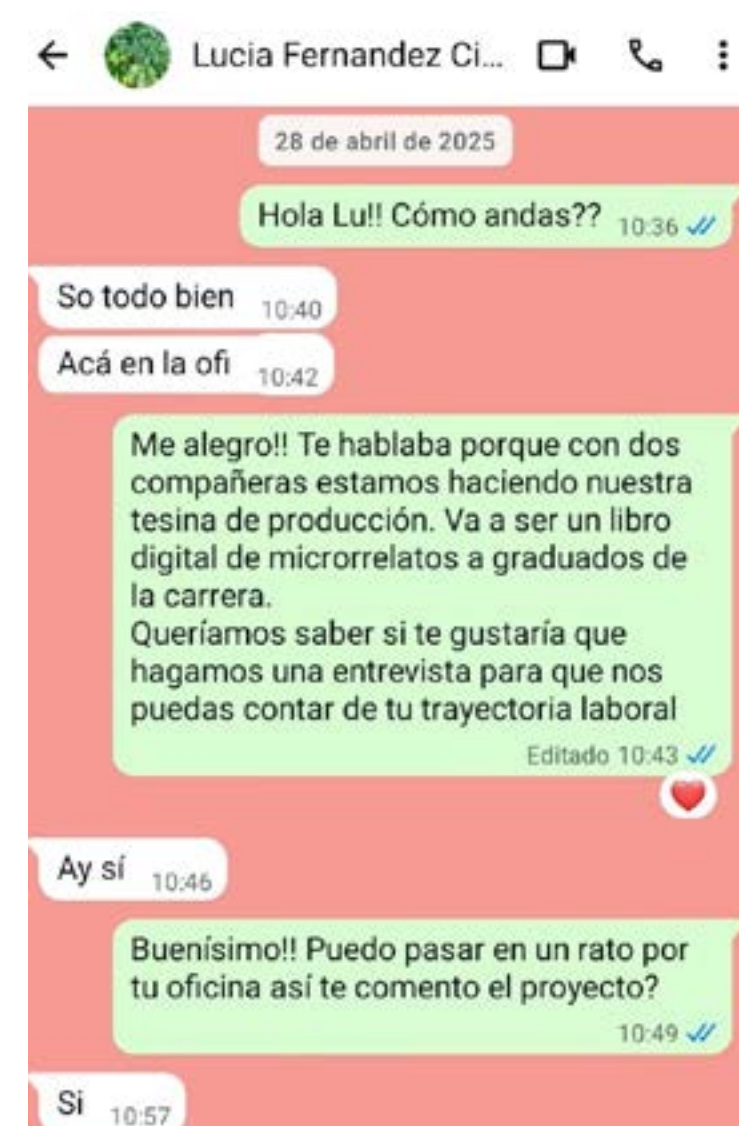 Lucia Fernandez Ci...
28 de abril de 2025
Hola Lu!! Cómo andas?? 10:36
So todo bien 10:40
Acá en la ofi 10:42
Me alegro!! Te hablaba porque con dos
compañeras estamos haciendo nuestra
tesina de producción. Va a ser un libro
digital de microrrelatos a graduados de
la carrera.
Queríamos saber si te gustaría que
hagamos una entrevista para que nos
puedas contar de tu trayectoria laboral
Editado 10:43
Ay sí 10:46
Buenísimo!! Puedo pasar en un rato por
tu oficina así te comento el proyecto?
10:49
Si 10:57